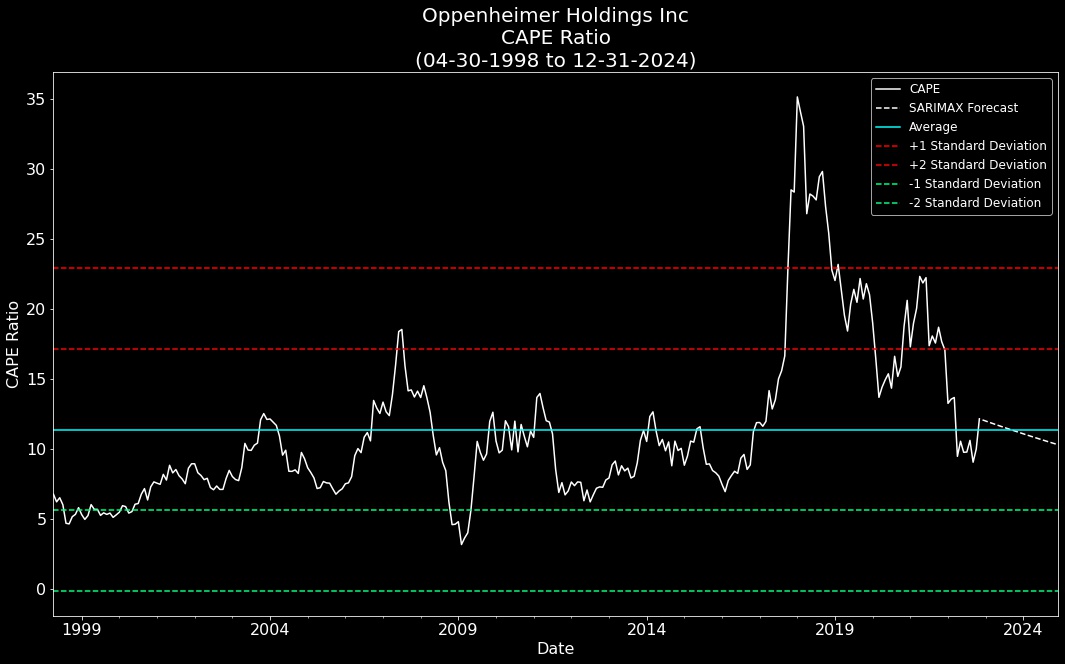 Oppenheimer Holdings Inc
CAPE Ratio
(04-30-1998 to 12-31-2024)
CAPE
SARIMAX Forecast
Average
+1 Standard Deviation
+2 Standard Deviation
-1 Standard Deviation
-2 Standard Deviation
35
30
25
20
15
10
5
0
CAPE Ratio
1999 2004 2009 2014 2019 2024
Date